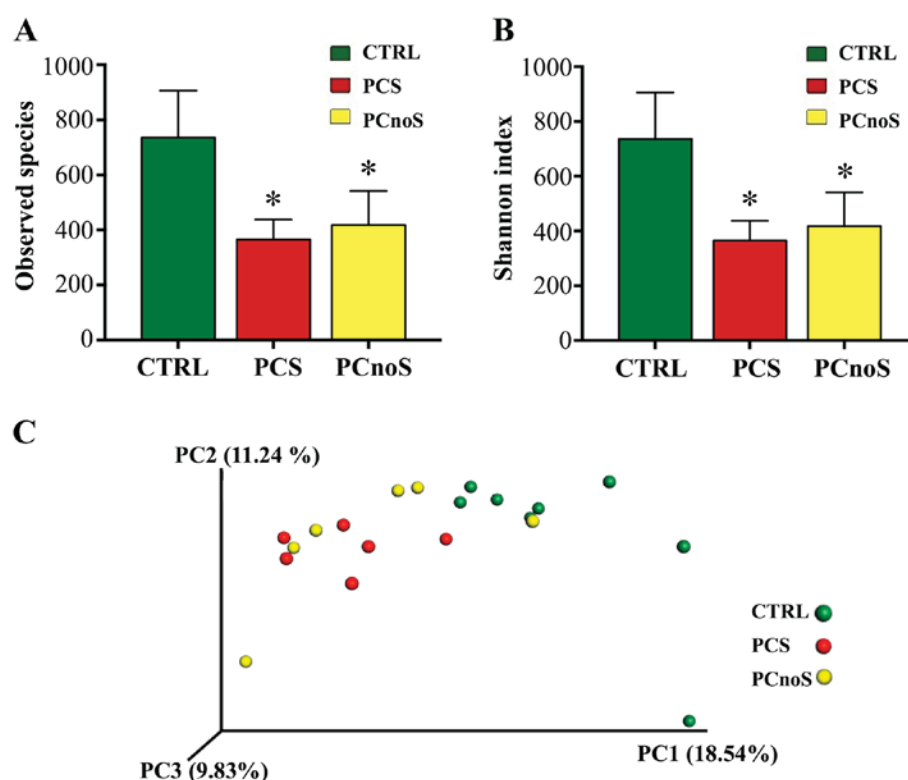 A
CTRL
PCS
PCnoS
Observed species
1000
800
600
400
200
0
*
*
CTRL PCS PCnoS
B
CTRL
PCS
PCnoS
Shannon index
1000
800
600
400
200
0
*
*
CTRL PCS PCnoS
C
PC2 (11.24 %)
CTRL
PCS
PCnoS
PC3 (9.83%)
PC1 (18.54%)